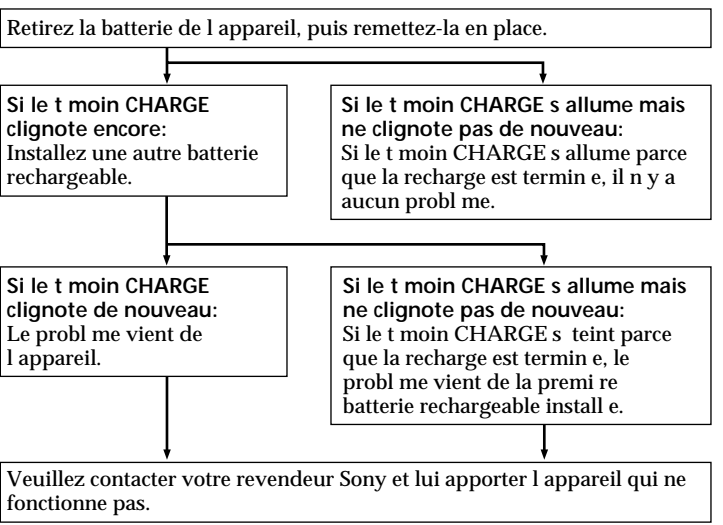 Retirez la batterie de l appareil, puis remettez-la en place.
Si le t moin CHARGE
clignote encore:
Installez une autre batterie
rechargeable.
Si le t moin CHARGE s allume mais
ne clignote pas de nouveau:
Si le t moin CHARGE s allume parce
que la recharge est termin e, il n y a
aucun probl me.
Si le t moin CHARGE
clignote de nouveau:
Le probl me vient de
l appareil.
Si le t moin CHARGE s allume mais
ne clignote pas de nouveau:
Si le t moin CHARGE s  teint parce
que la recharge est termin e, le
probl me vient de la premi re
batterie rechargeable install e.
Veuillez contacter votre revendeur Sony et lui apporter l appareil qui ne
fonctionne pas.